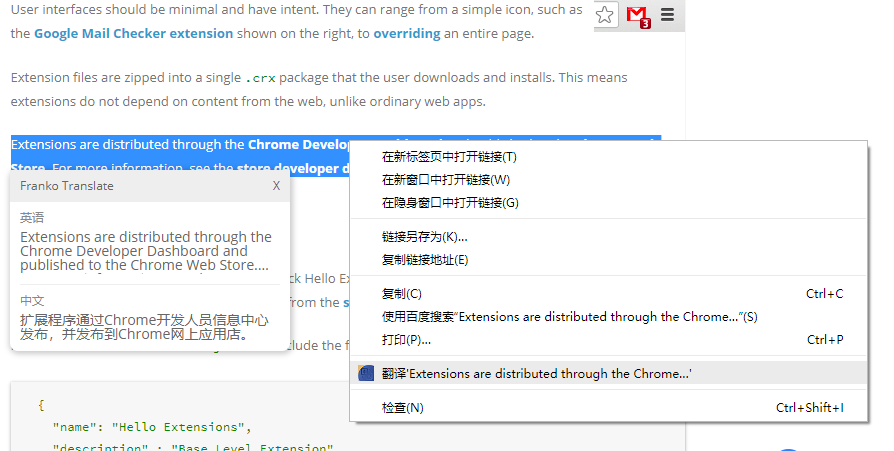 User interfaces should be minimal and have intent. They can range from a simple icon, such as
the Google Mail Checker extension shown on the right, to overriding an entire page.
3
Extension files are zipped into a single .crx package that the user downloads and installs. This means
extensions do not depend on content from the web, unlike ordinary web apps.
Extensions are distributed through the Chrome Develop
Store. For more information, see the store developer d
Franko Translate X
英语
Extensions are distributed through the
Chrome Developer Dashboard and
published to the Chrome Web Store....
中文
扩展程序通过Chrome开发人员信息中心
发布，并发布到Chrome网上应用店。
ck Hello Ex
from the s
clude the f
在新标签页中打开链接(T)
在新窗口中打开链接(W)
在隐身窗口中打开链接(G)
链接另存为(K)...
复制链接地址(E)
复制(C) Ctrl+C
使用百度搜索“Extensions are distributed through the Chrome...”(S)
打印(P)... Ctrl+P
翻译'Extensions are distributed through the Chrome...'
检查(N) Ctrl+Shift+I
{
"name": "Hello Extensions",
"description" : "Base Level Extension"